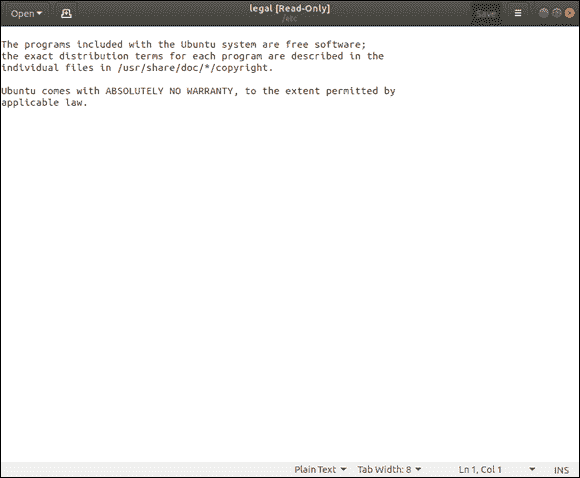 Open legal [Read-Only] Save
/etc
The programs included with the Ubuntu system are free software;
the exact distribution terms for each program are described in the
individual files in /usr/share/doc/*/copyright.
Ubuntu comes with ABSOLUTELY NO WARRANTY, to the extent permitted by
applicable law.
Plain Text Tab Width: 8 Ln 1, Col 1 INS